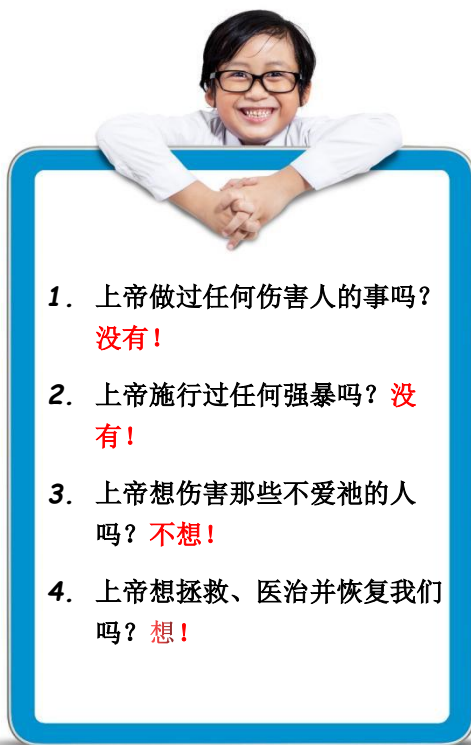 1. 上帝做过任何伤害人的事吗？
没有！
2. 上帝施行过任何强暴吗？没
有！
3. 上帝想伤害那些不爱祂的人
吗？不想！
4. 上帝想拯救、医治并恢复我们
吗？想！